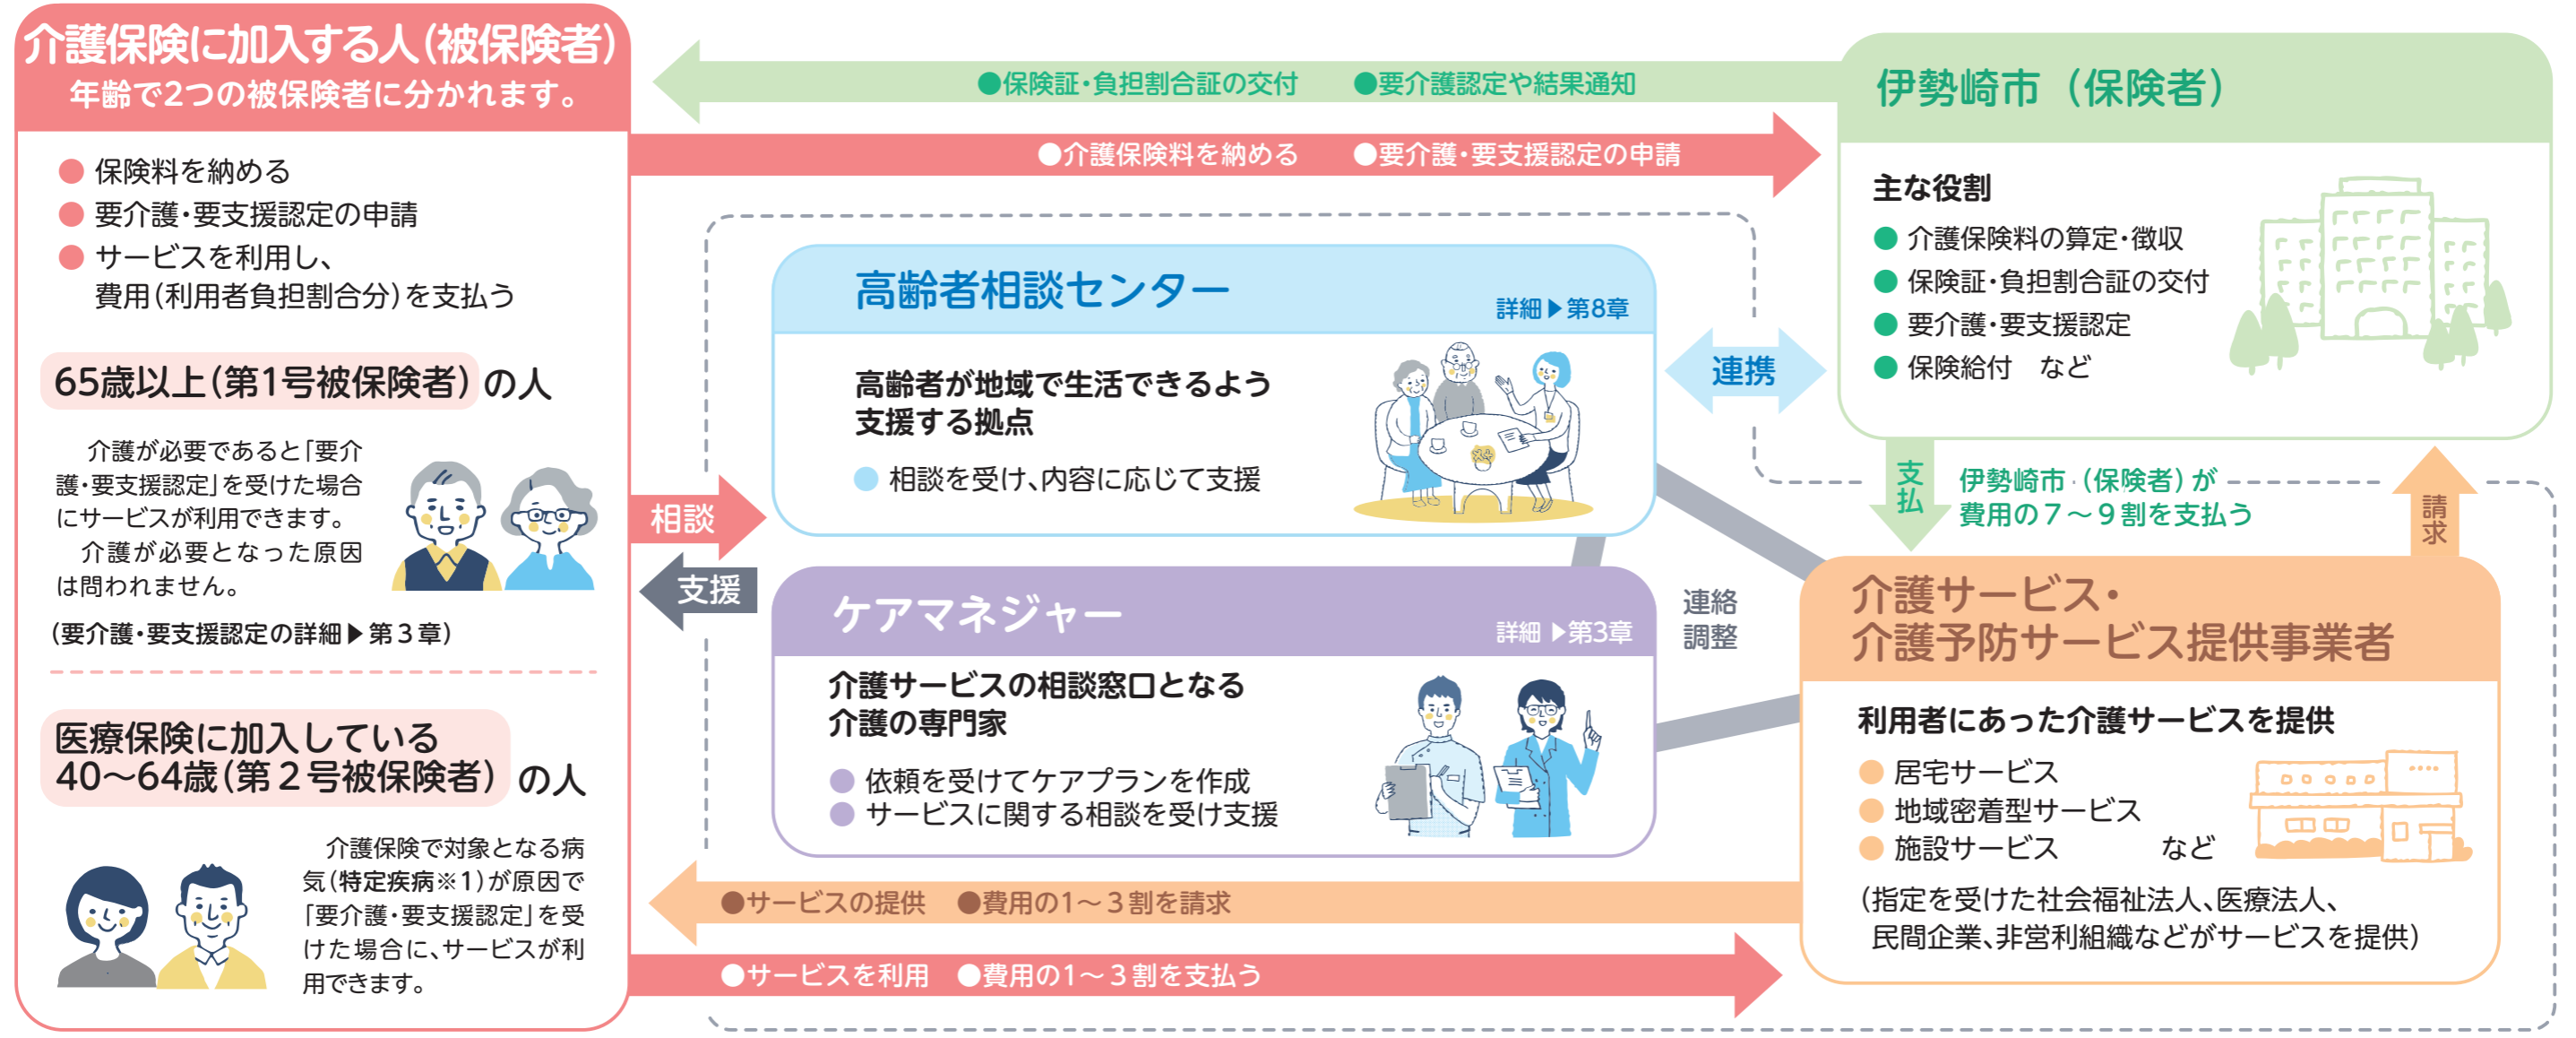 介護保険に加入する人(被保険者)
年齢で2つの被保険者に分かれます。
● 保険料を納める
● 要介護・要支援認定の申請
● サービスを利用し、
費用(利用者負担割合分)を支払う
65歳以上(第1号被保険者)の人
介護が必要であると「要介
護・要支援認定」を受けた場合
にサービスが利用できます。
介護が必要となった原因
は問われません。
(要介護・要支援認定の詳細▶第3章)
医療保険に加入している
40〜64歳(第2号被保険者)の人
介護保険で対象となる病
気(特定疾病※1)が原因で
「要介護・要支援認定」を受
けた場合に、サービスが利
用できます。
●保険証・負担割合証の交付 ●要介護認定や結果通知
●介護保険料を納める ●要介護・要支援認定の申請
相談
支援
高齢者相談センター
詳細▶第8章
高齢者が地域で生活できるよう
支援する拠点
● 相談を受け、内容に応じて支援
ケアマネジャー
詳細▶第3章
介護サービスの相談窓口となる
介護の専門家
● 依頼を受けてケアプランを作成
● サービスに関する相談を受け支援
連携
連絡
調整
●サービスの提供 ●費用の1〜3割を請求
●サービスを利用 ●費用の1〜3割を支払う
伊勢崎市(保険者)
主な役割
● 介護保険料の算定・徴収
● 保険証・負担割合証の交付
● 要介護・要支援認定
● 保険給付 など
支払
伊勢崎市(保険者)が
費用の7〜9割を支払う
請求
介護サービス・
介護予防サービス提供事業者
利用者にあった介護サービスを提供
● 居宅サービス
● 地域密着型サービス
● 施設サービス など
(指定を受けた社会福祉法人、医療法人、
民間企業、非営利組織などがサービスを提供)